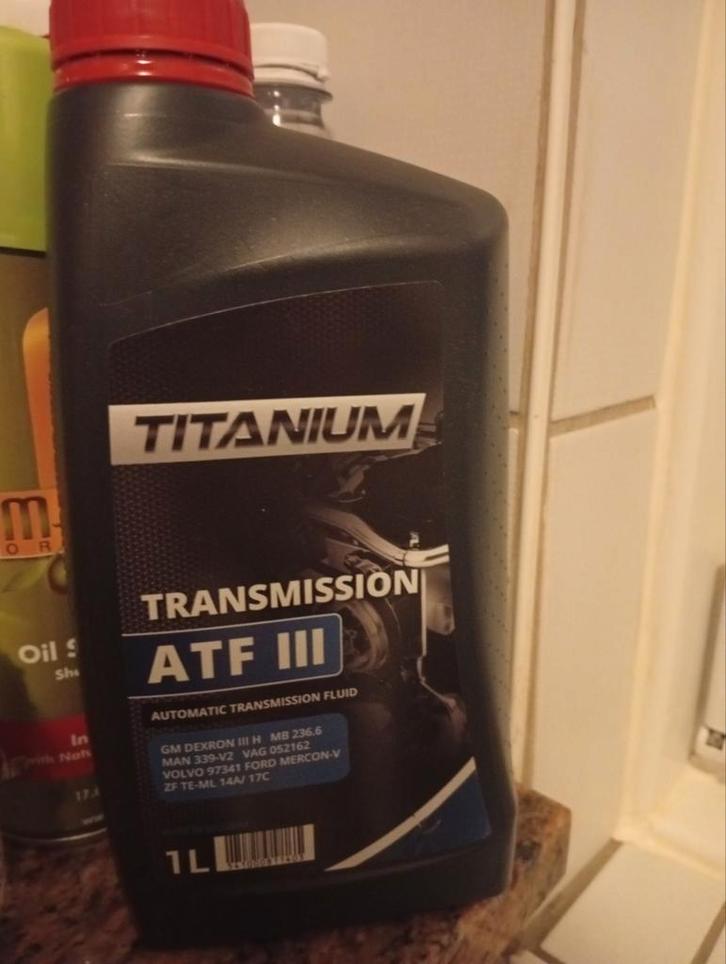 TITANIUM
TRANSMISSION
ATF III
AUTOMATIC TRANSMISSION FLUID
GM DEXRON III H MB 236.6
MAN 339-V2 VAG 052162
VOLVO 97341 FORD MERCON-V
ZF TE-ML 14A/ 17C
1L
Oil